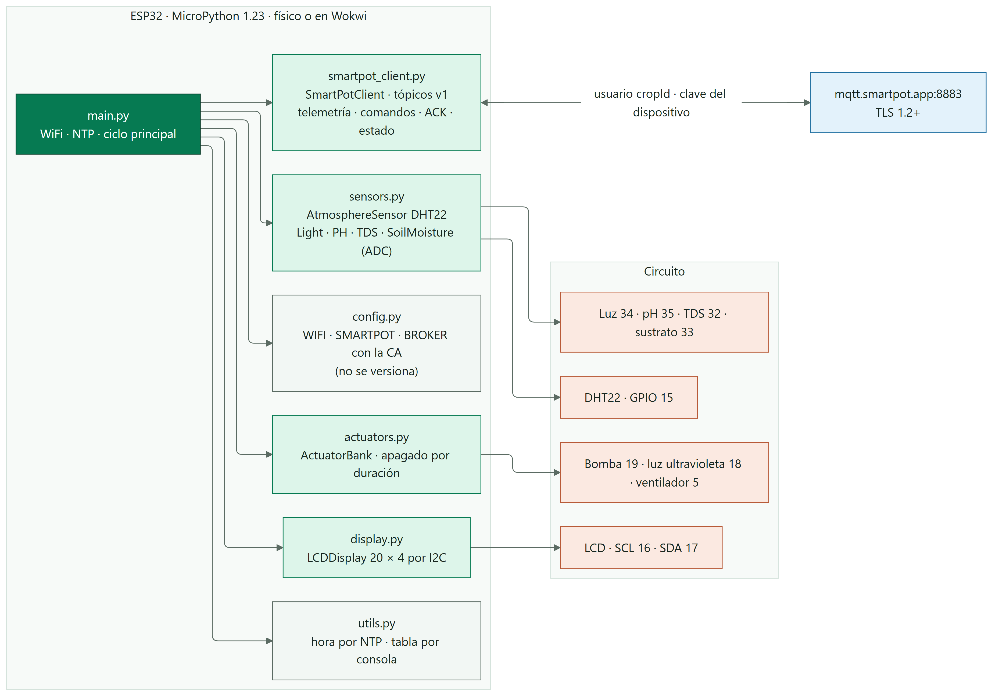 ESP32 · MicroPython 1.23 · físico o en Wokwi
main.py
WiFi · NTP · ciclo principal
smartpot_client.py
SmartPotClient · tópicos v1
telemetría · comandos · ACK ·
estado
usuario cropId · clave del
dispositivo
mqtt.smartpot.app:8883
TLS 1.2+
sensors.py
AtmosphereSensor DHT22
Light · PH · TDS · SoilMoisture
(ADC)
config.py
WIFI · SMARTPOT · BROKER
con la CA
(no se versiona)
actuators.py
ActuatorBank · apagado por
duración
display.py
LCDDisplay 20 × 4 por I2C
utils.py
hora por NTP · tabla por
consola
Circuito
Luz 34 · pH 35 · TDS 32 ·
sustrato 33
DHT22 · GPIO 15
Bomba 19 · luz ultravioleta 18
· ventilador 5
LCD · SCL 16 · SDA 17